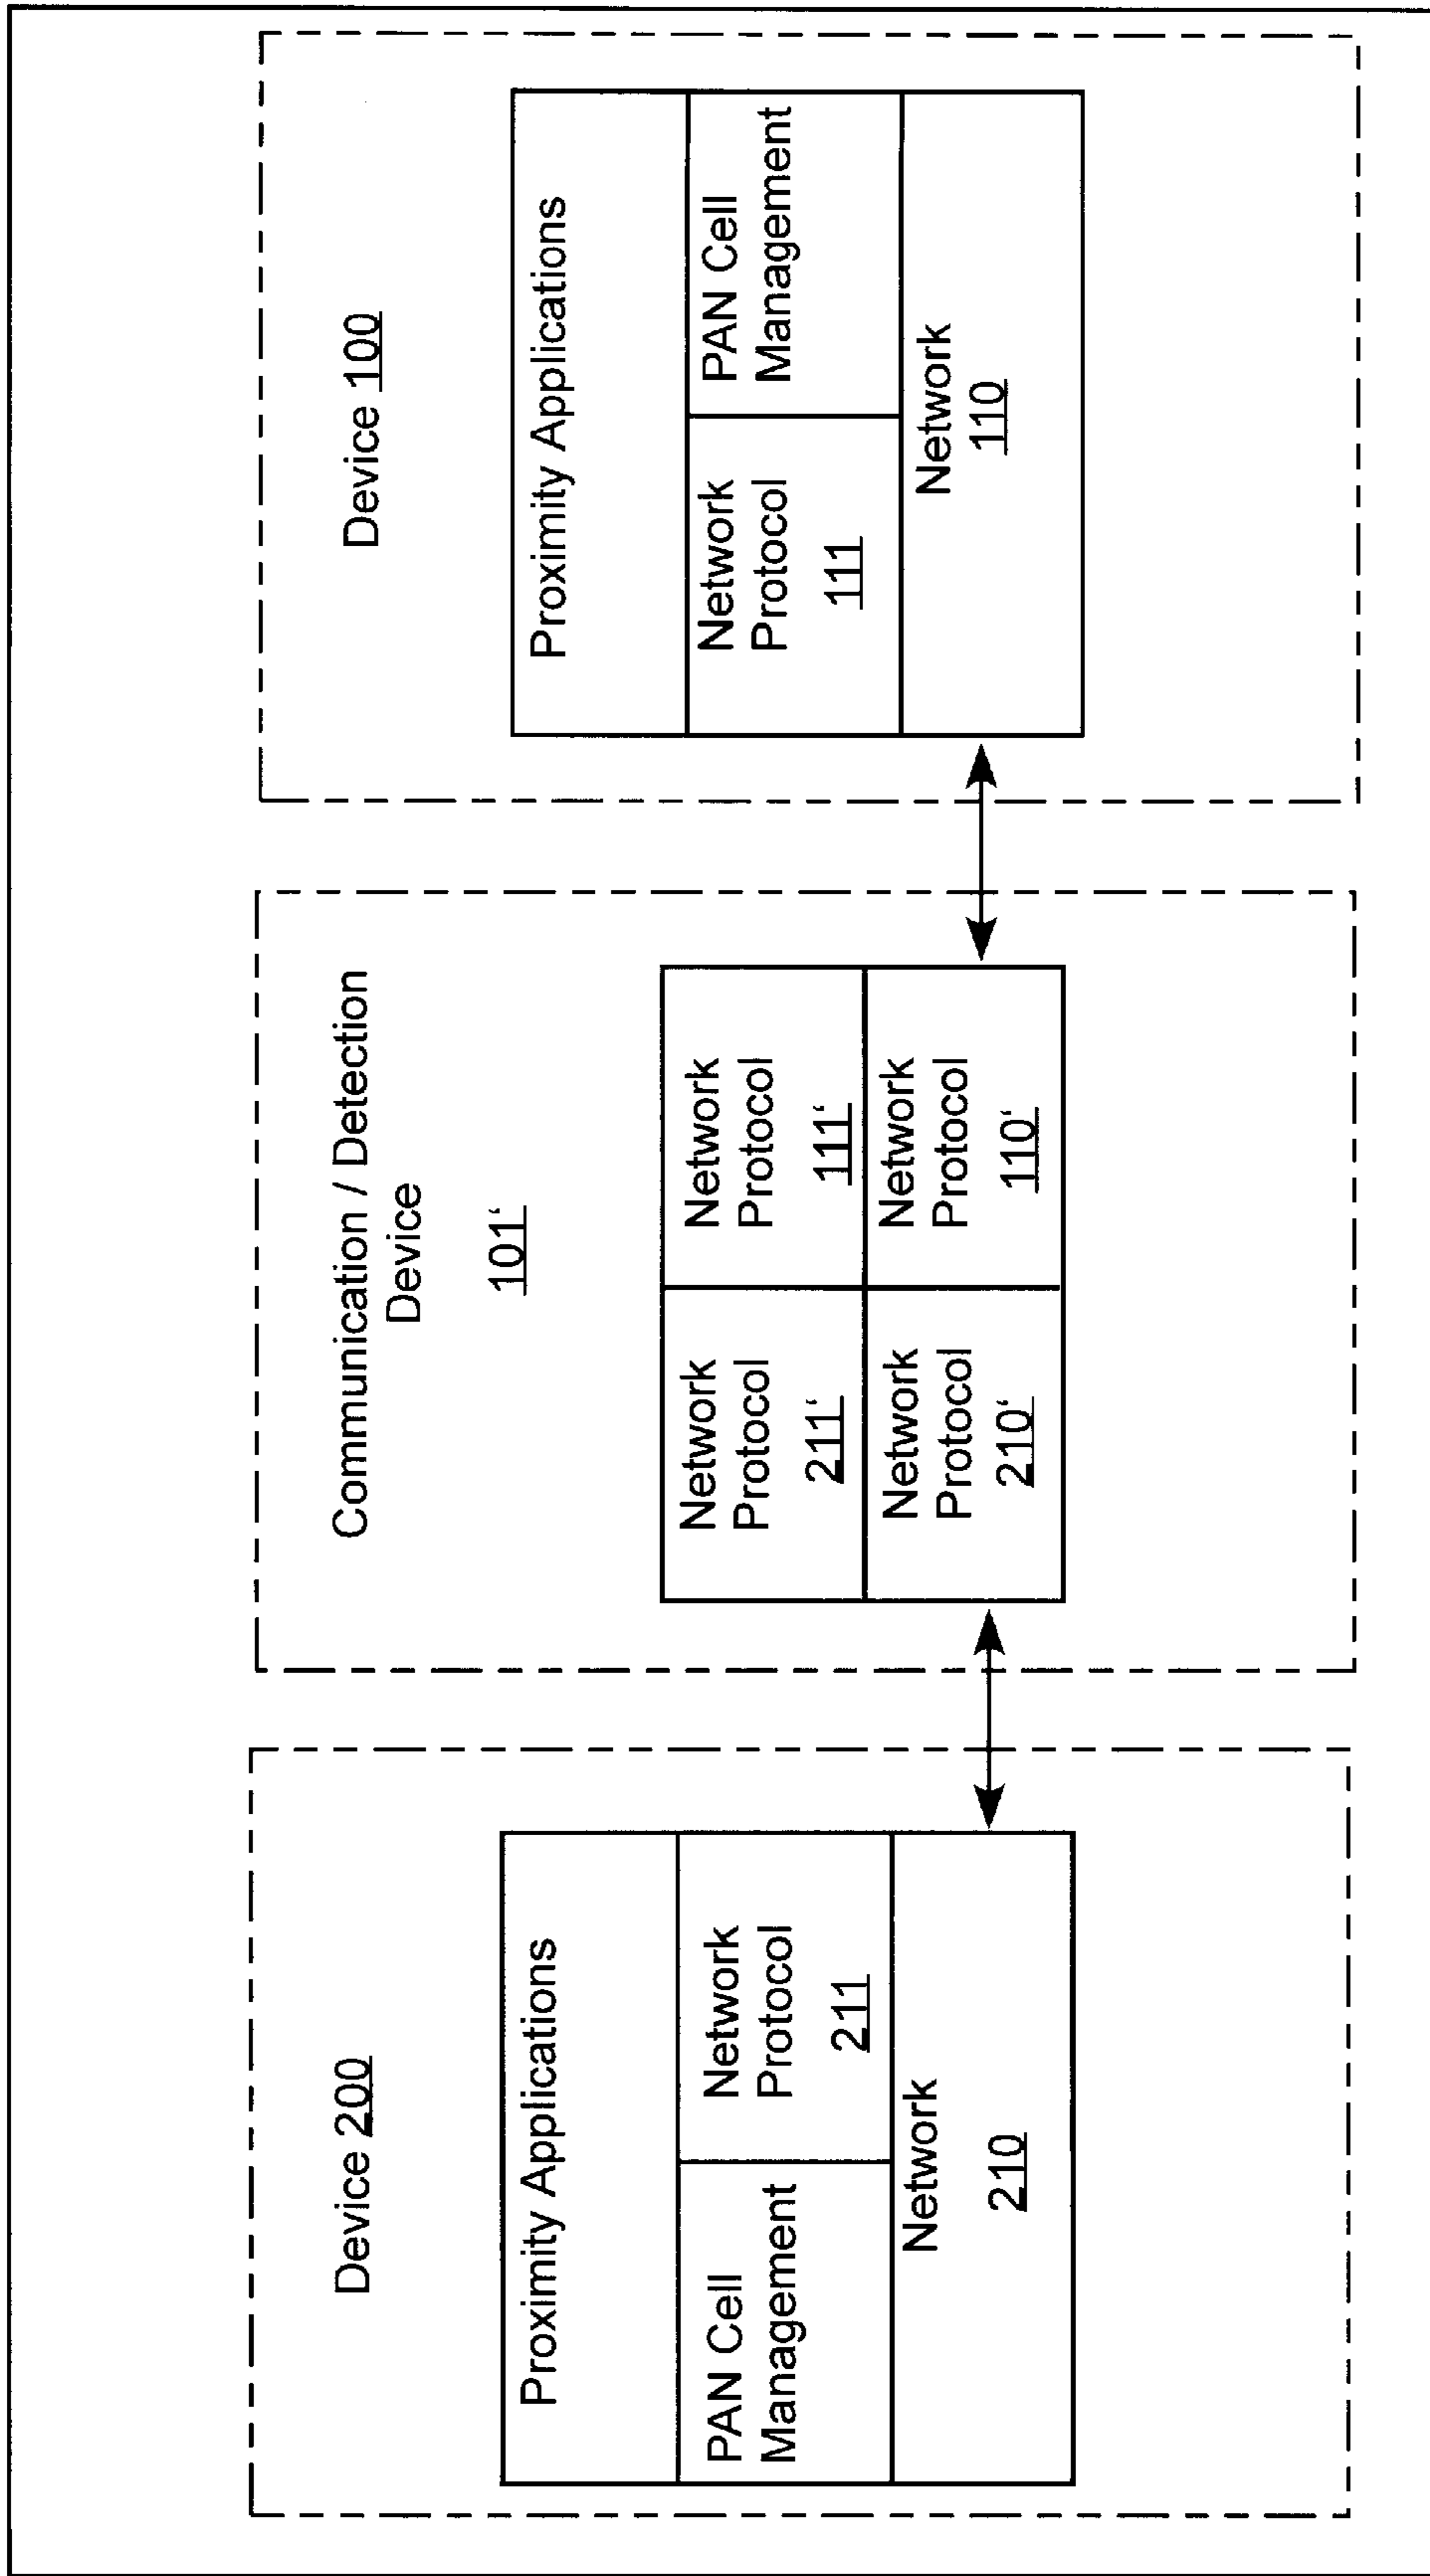 Device 200
Proximity Applications
PAN Cell
Management
Network
Protocol
211
Network
210
Communication / Detection
Device
101‘
Network
Protocol
211‘
Network
Protocol
111‘
Network
Protocol
210‘
Network
Protocol
110‘
Device 100
Proximity Applications
Network
Protocol
111
PAN Cell
Management
Network
110